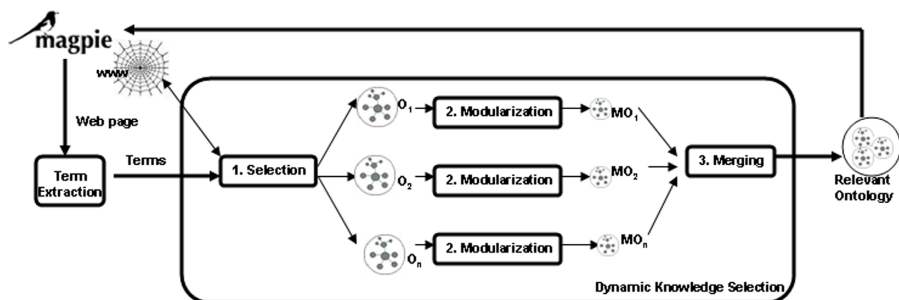 magpie
www
Web page
Term
Extraction
Terms
1. Selection
O1
2. Modularization
MO1
O2
2. Modularization
MO2
On
2. Modularization
MOn
3. Merging
Relevant
Ontology
Dynamic Knowledge Selection